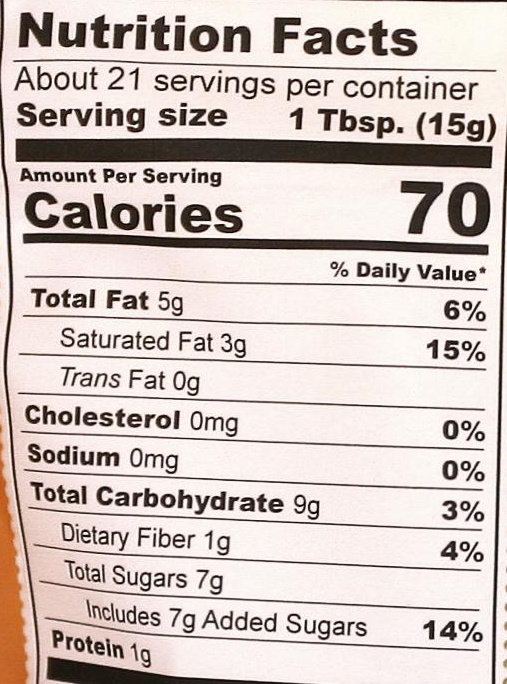 Nutrition Facts
About 21 servings per container
Serving size 1 Tbsp. (15g)
Amount Per Serving
Calories 70
% Daily Value*
Total Fat 5g 6%
Saturated Fat 3g 15%
Trans Fat 0g
Cholesterol 0mg 0%
Sodium 0mg 0%
Total Carbohydrate 9g 3%
Dietary Fiber 1g 4%
Total Sugars 7g
Includes 7g Added Sugars 14%
Protein 1g